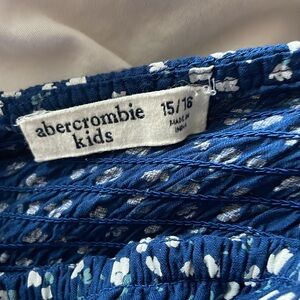 abercrombie
kids
15/16
MADE IN
INDIA